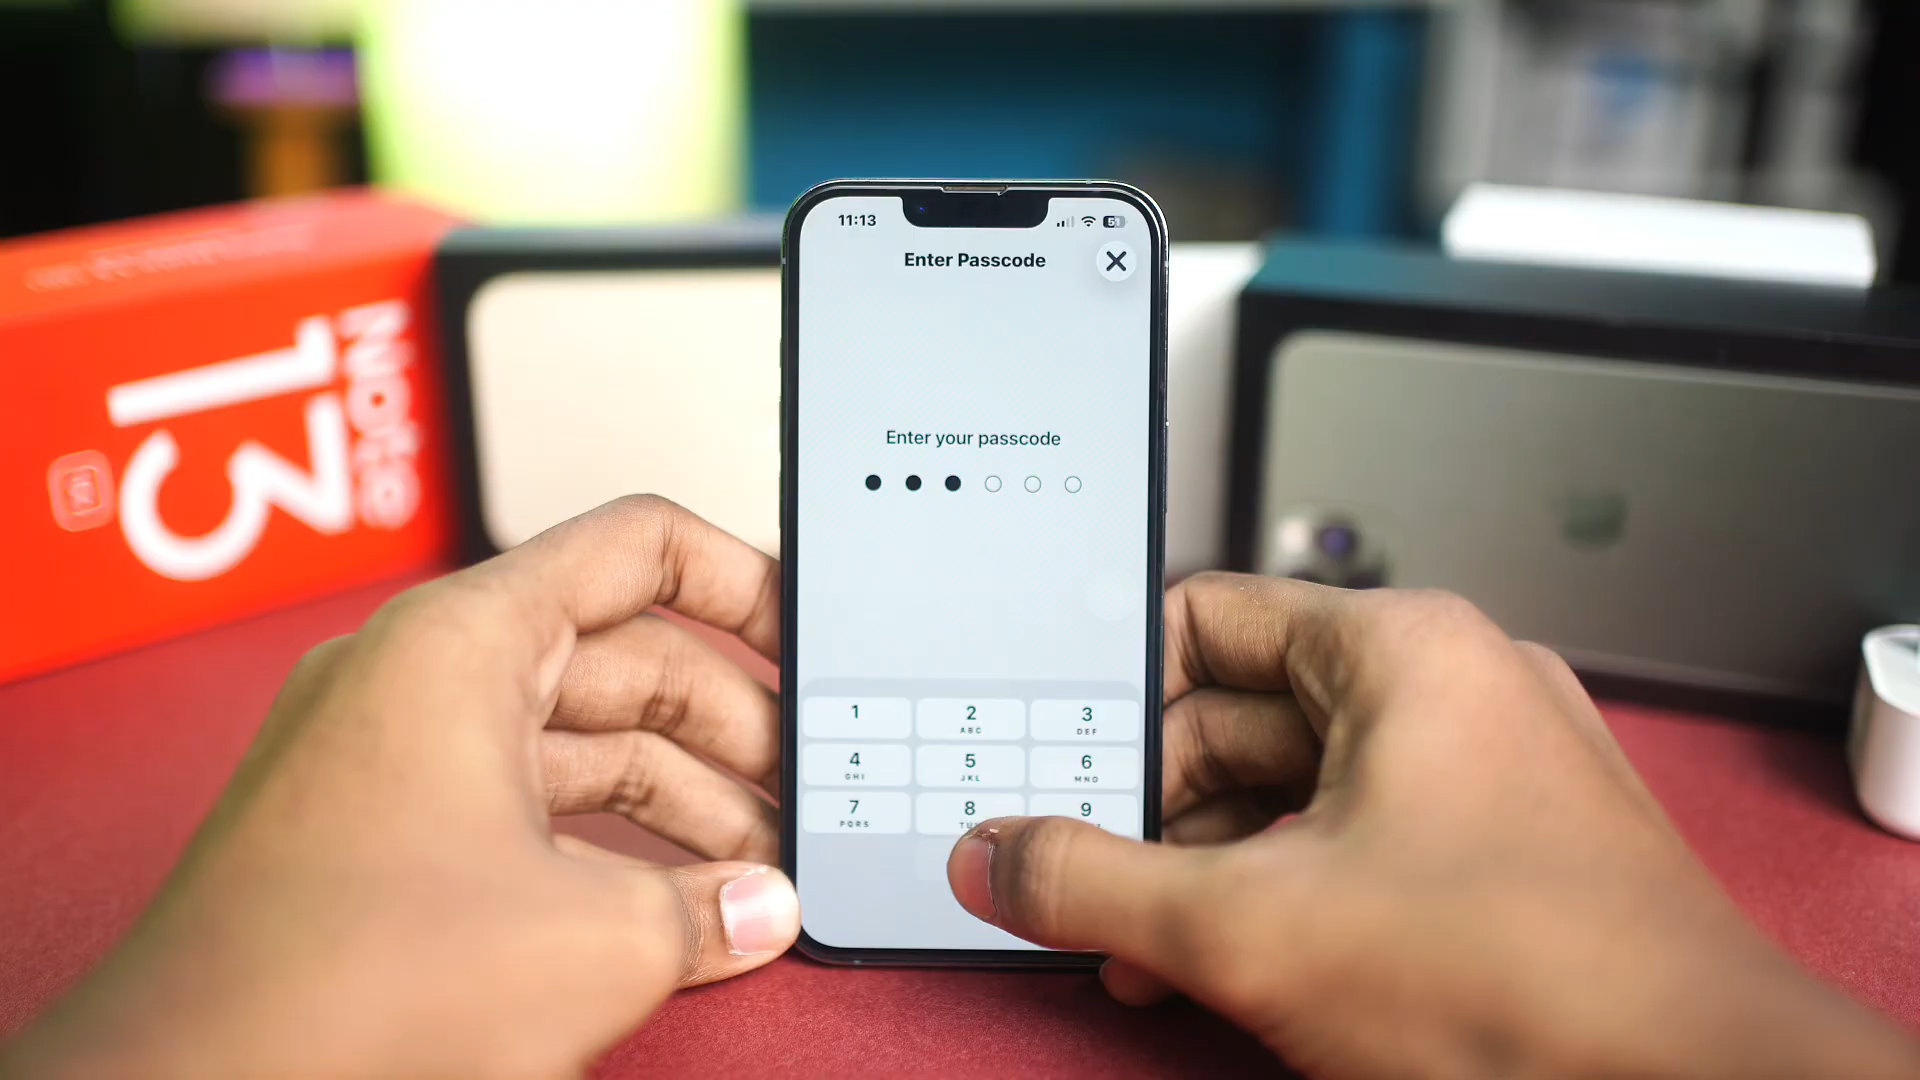 11:13
51
Enter Passcode
Enter your passcode
1
2
ABC
3
DEF
4
GHI
5
JKL
6
MNO
7
PQRS
8
9
Note
13